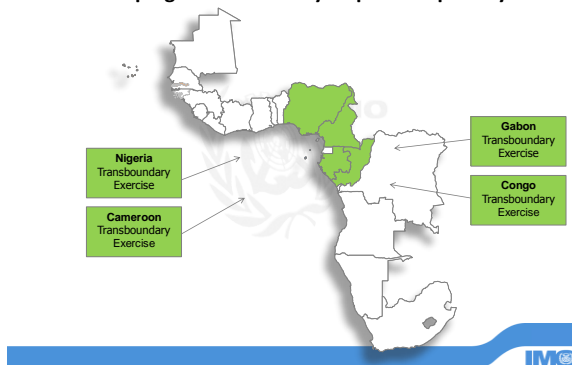 Nigeria
Transboundary
Exercise
Cameroon
Transboundary
Exercise
Gabon
Transboundary
Exercise
Congo
Transboundary
Exercise
IMO